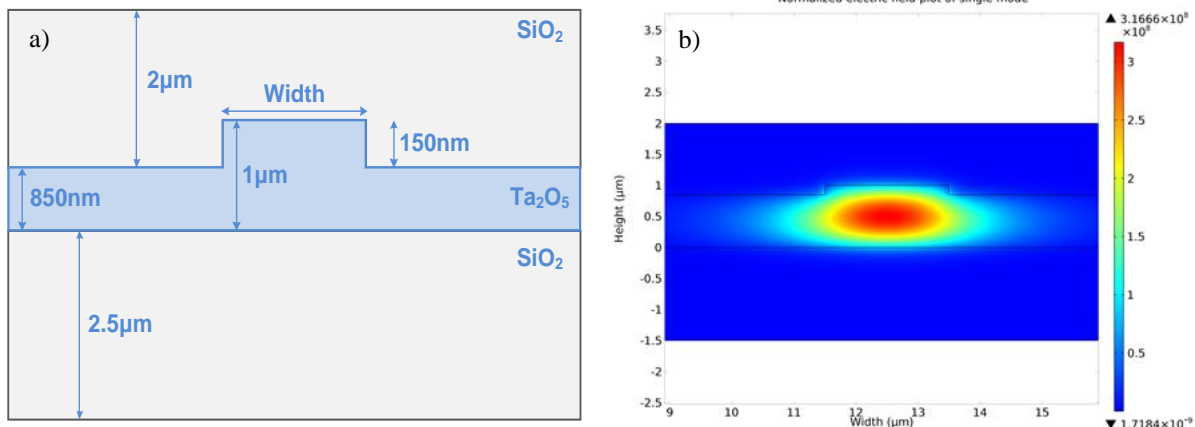 a)
SiO2
2µm
Width
150nm
1µm
850nm
Ta2O5
SiO2
2.5µm
Normalized electric field plot of single mode
b)
▲ 3.1666×10⁸
×10⁸
3.5
3
2.5
2
1.5
1
0.5
0
-0.5
-1
-1.5
-2
-2.5
Height (µm)
9
10
11
12
13
14
15
Width (µm)
3
2.5
2
1.5
1
0.5
▼ 1.7184×10⁻⁹